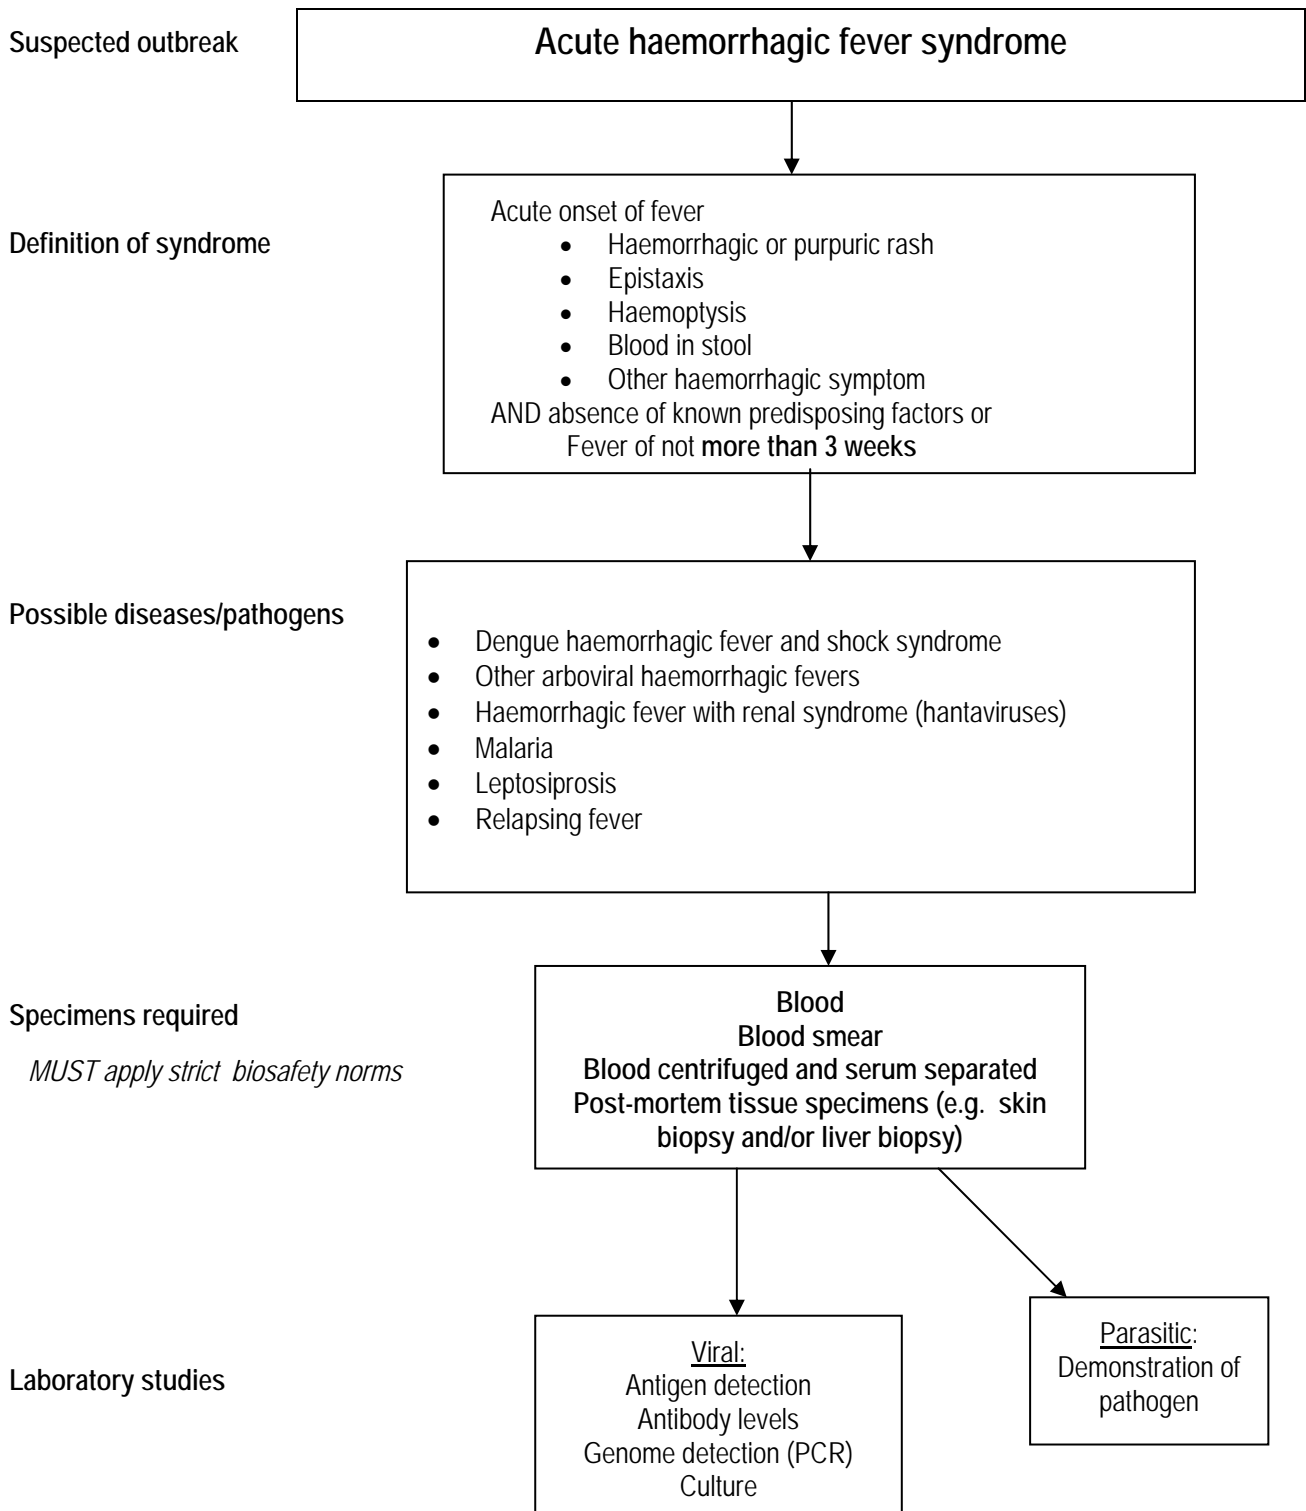 Suspected outbreak
Acute haemorrhagic fever syndrome
Definition of syndrome
Acute onset of fever
• Haemorrhagic or purpuric rash
• Epistaxis
• Haemoptysis
• Blood in stool
• Other haemorrhagic symptom
AND absence of known predisposing factors or
Fever of not more than 3 weeks
Possible diseases/pathogens
• Dengue haemorrhagic fever and shock syndrome
• Other arboviral haemorrhagic fevers
• Haemorrhagic fever with renal syndrome (hantaviruses)
• Malaria
• Leptosiprosis
• Relapsing fever
Specimens required
MUST apply strict biosafety norms
Blood
Blood smear
Blood centrifuged and serum separated
Post-mortem tissue specimens (e.g. skin
biopsy and/or liver biopsy)
Laboratory studies
Viral:
Antigen detection
Antibody levels
Genome detection (PCR)
Culture
Parasitic:
Demonstration of
pathogen